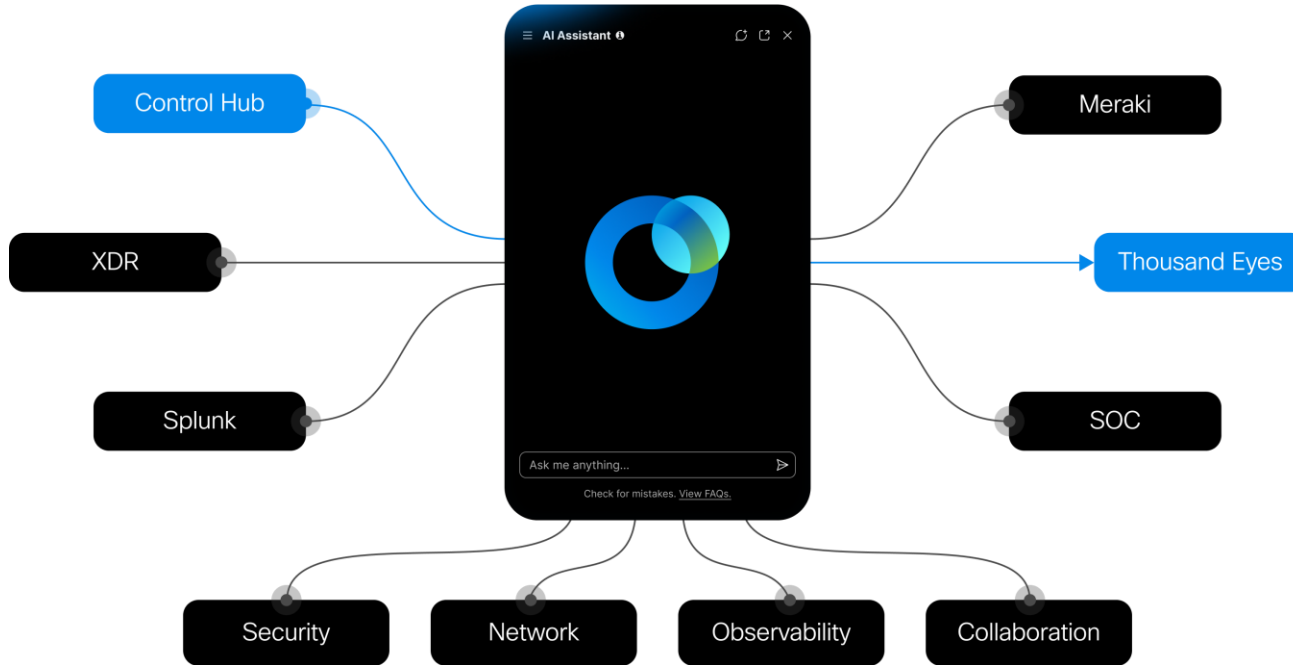 AI Assistant
Control Hub
Meraki
XDR
Thousand Eyes
Splunk
SOC
Ask me anything...
Check for mistakes. View FAQs.
Security
Network
Observability
Collaboration